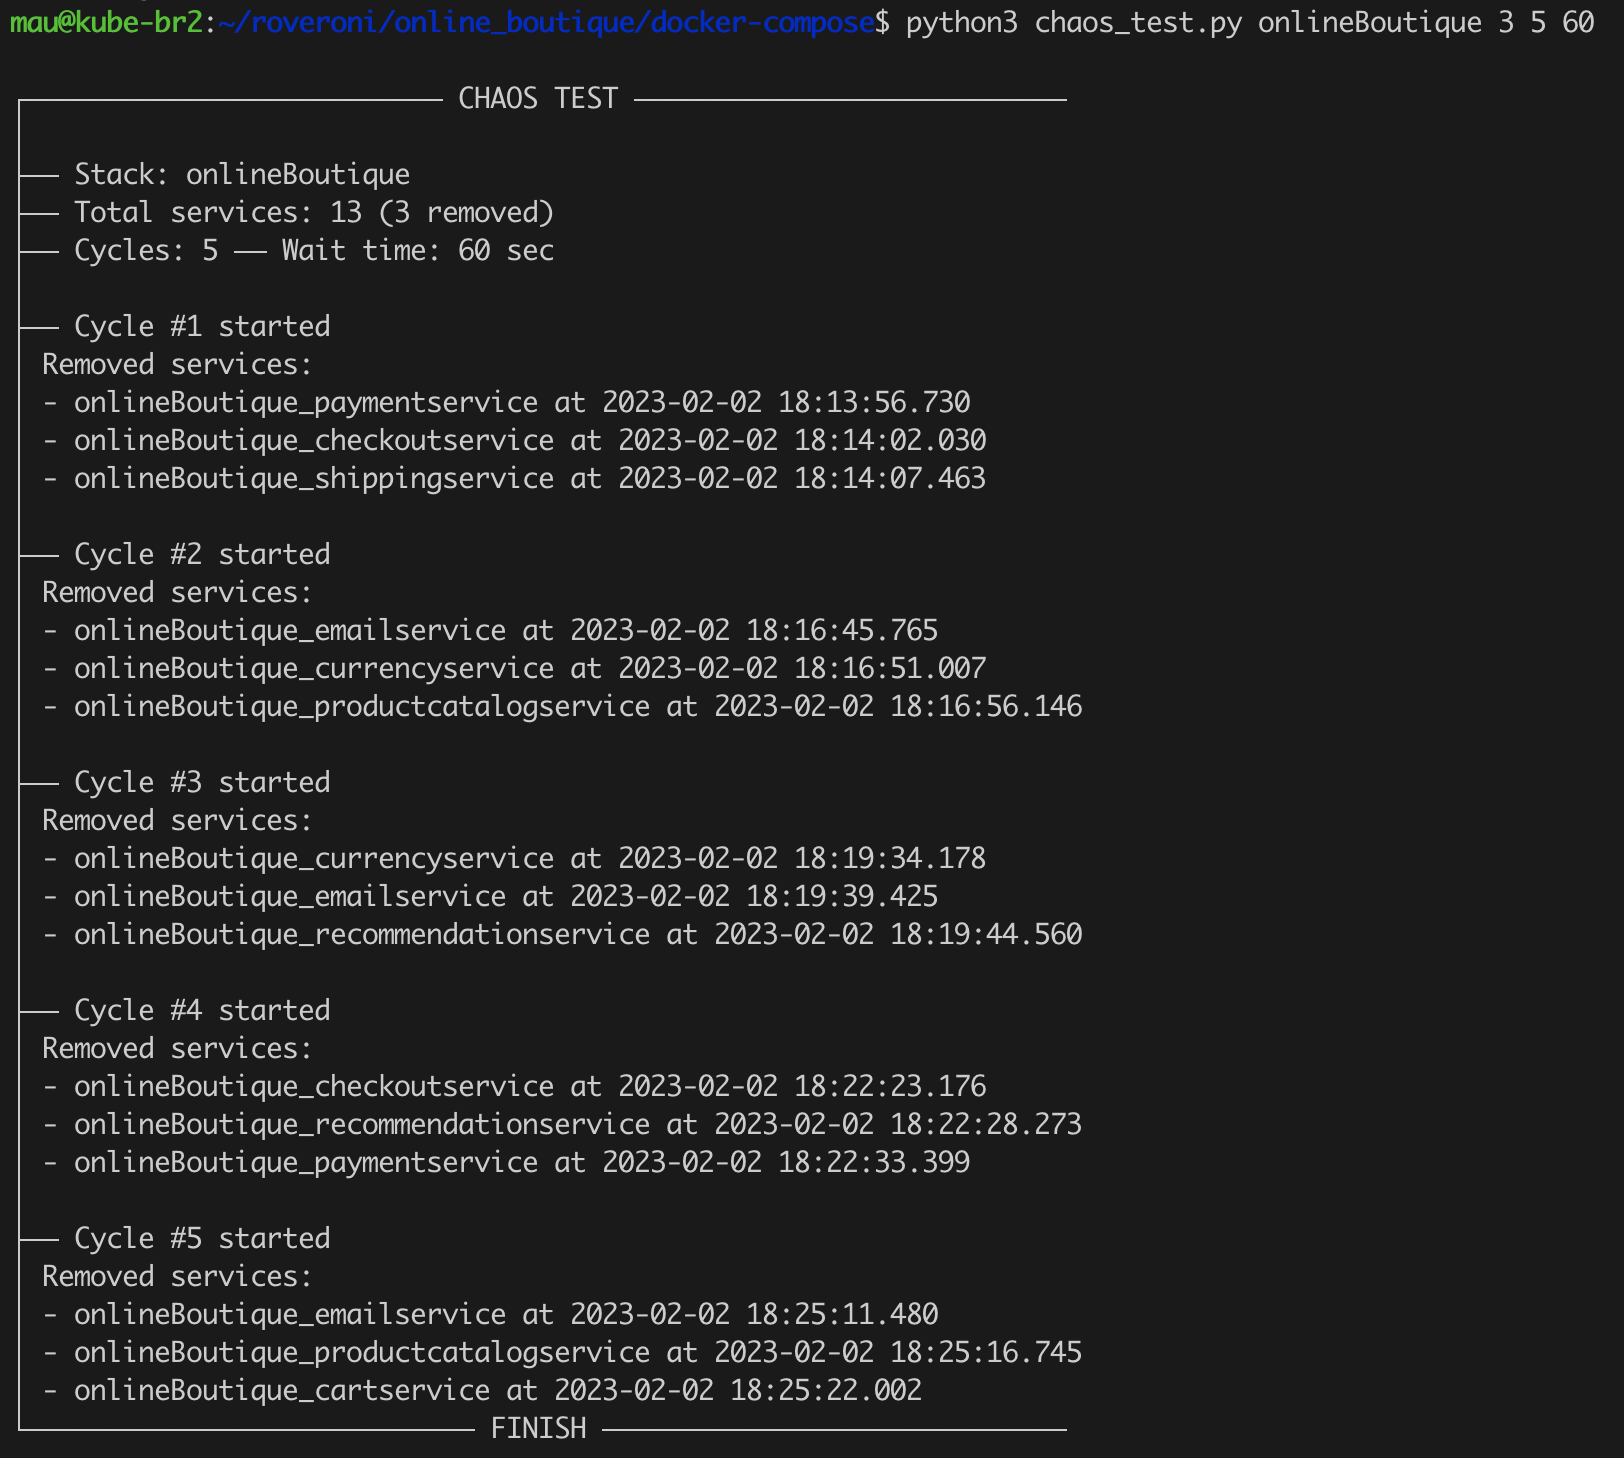 mau@kube-br2:~/roveroni/online_boutique/docker-compose$ python3 chaos_test.py onlineBoutique 3 5 60
CHAOS TEST
Stack: onlineBoutique
Total services: 13 (3 removed)
Cycles: 5 —— Wait time: 60 sec
Cycle #1 started
Removed services:
- onlineBoutique_paymentservice at 2023-02-02 18:13:56.730
- onlineBoutique_checkoutservice at 2023-02-02 18:14:02.030
- onlineBoutique_shippingservice at 2023-02-02 18:14:07.463
Cycle #2 started
Removed services:
- onlineBoutique_emailservice at 2023-02-02 18:16:45.765
- onlineBoutique_currencyservice at 2023-02-02 18:16:51.007
- onlineBoutique_productcatalogservice at 2023-02-02 18:16:56.146
Cycle #3 started
Removed services:
- onlineBoutique_currencyservice at 2023-02-02 18:19:34.178
- onlineBoutique_emailservice at 2023-02-02 18:19:39.425
- onlineBoutique_recommendationservice at 2023-02-02 18:19:44.560
Cycle #4 started
Removed services:
- onlineBoutique_checkoutservice at 2023-02-02 18:22:23.176
- onlineBoutique_recommendationservice at 2023-02-02 18:22:28.273
- onlineBoutique_paymentservice at 2023-02-02 18:22:33.399
Cycle #5 started
Removed services:
- onlineBoutique_emailservice at 2023-02-02 18:25:11.480
- onlineBoutique_productcatalogservice at 2023-02-02 18:25:16.745
- onlineBoutique_cartservice at 2023-02-02 18:25:22.002
FINISH